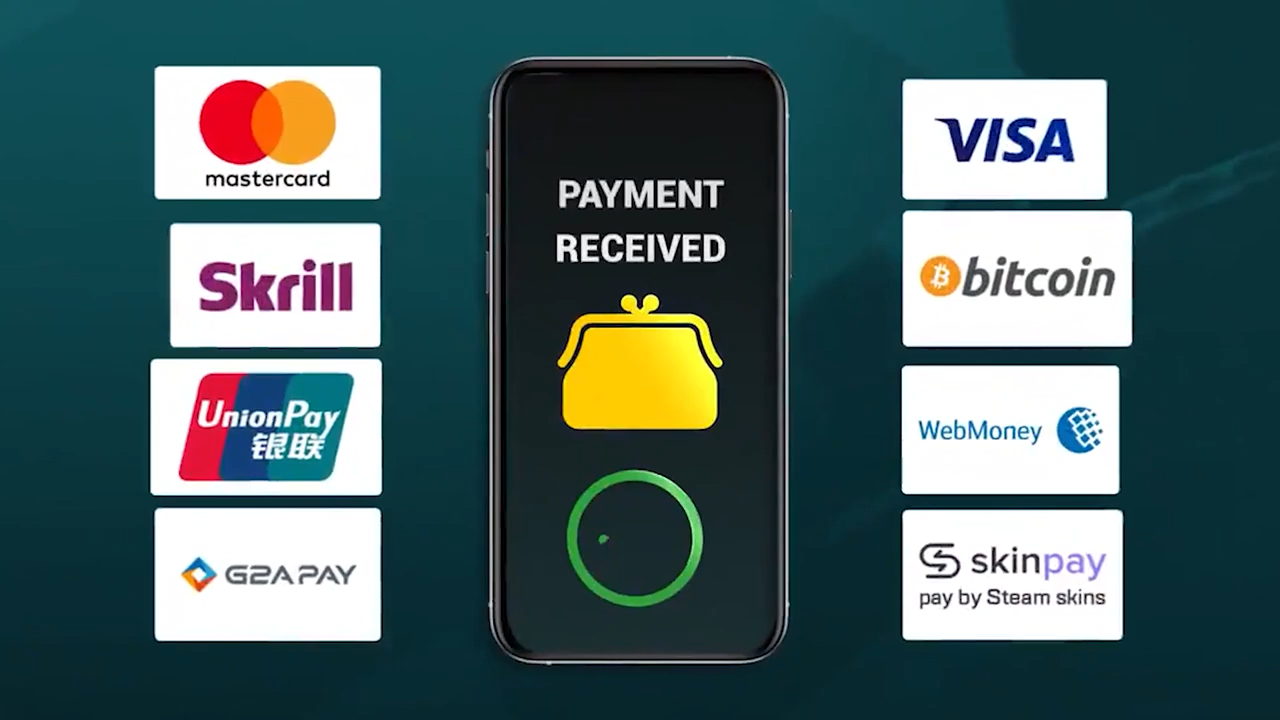 mastercard
Skrill
UnionPay
银联
G2A PAY
PAYMENT
RECEIVED
VISA
bitcoin
WebMoney
skinpay
pay by Steam skins